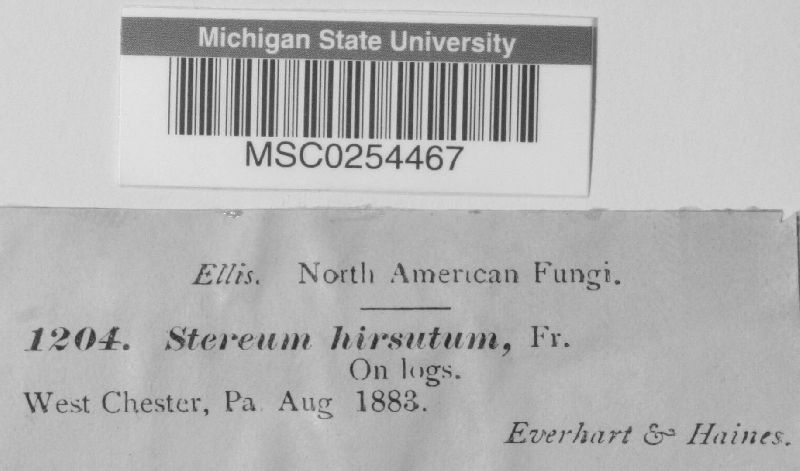 Michigan State University
MSC0254467
Ellis. North American Fungi.
1204. Stereum hirsutum, Fr.
On logs.
West Chester, Pa. Aug 1883.
Everhart & Haines.